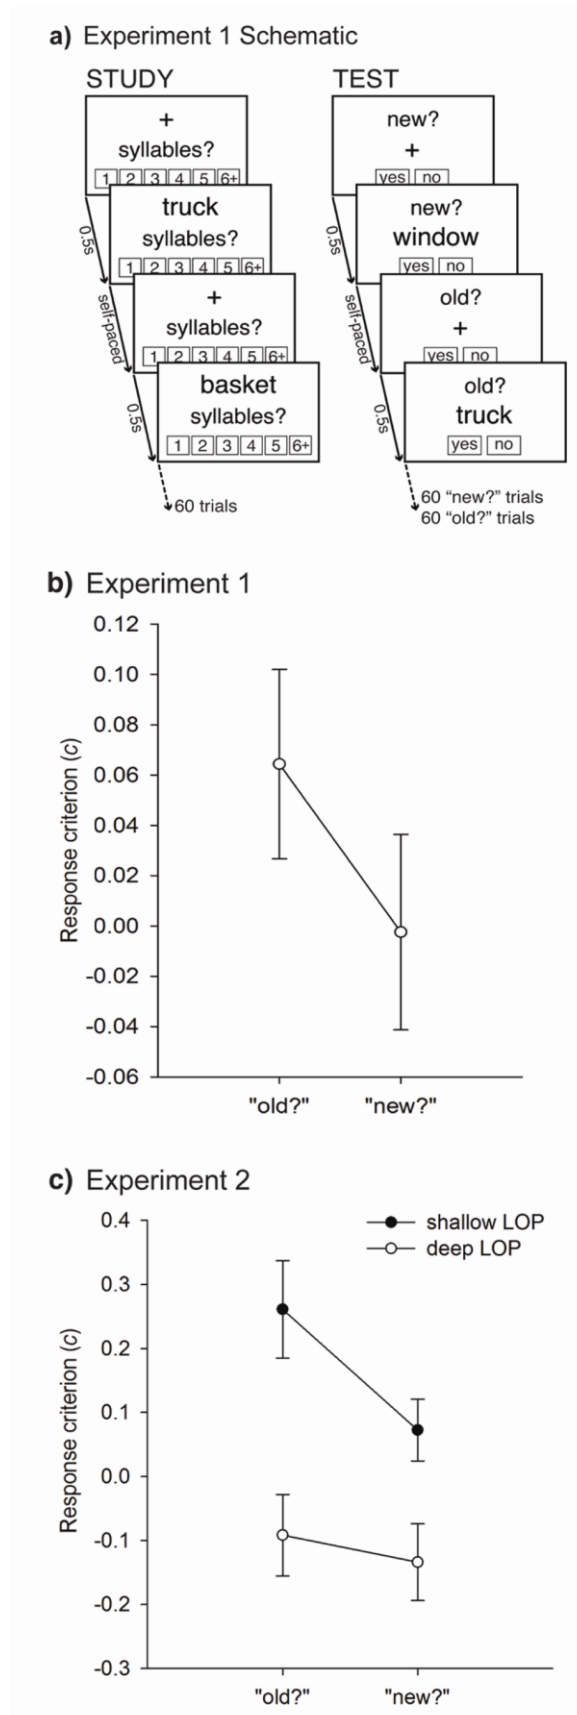 a) Experiment 1 Schematic
STUDY
+
syllables?
1 2 3 4 5 6+
truck
syllables?
1 2 3 4 5 6+
+
syllables?
1 2 3 4 5 6+
basket
syllables?
1 2 3 4 5 6+
0.5s
self-paced
0.5s
60 trials
TEST
new?
+
yes no
new?
window
yes no
old?
+
yes no
old?
truck
yes no
0.5s
self-paced
0.5s
60 “new?” trials
60 “old?” trials
b) Experiment 1
Response criterion (c)
0.12
0.10
0.08
0.06
0.04
0.02
0.00
-0.02
-0.04
-0.06
"old?" "new?"
c) Experiment 2
shallow LOP
deep LOP
Response criterion (c)
0.4
0.3
0.2
0.1
0.0
-0.1
-0.2
-0.3
"old?" "new?"